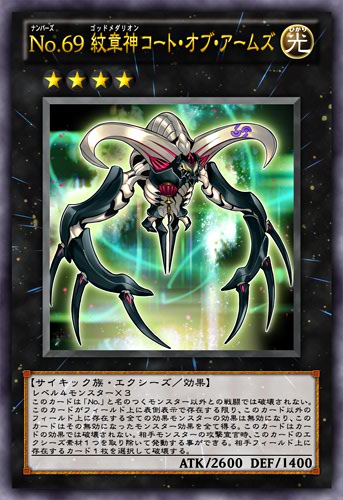 ナンバーズ ゴッドメダリオン
No.69 紋章神コート・オブ・アームズ
ひかり
光
【サイキック族・エクシーズ／効果】
レベル４モンスター×３
このカードは「No.」と名のつくモンスター以外との戦闘では破壊されない。
このカードがフィールド上に表側表示で存在する限り、このカード以外の
フィールド上に存在する全ての効果モンスターの効果は無効になり、この
カードはその無効になったモンスター効果を全て得る。このカードはカー
ドの効果では破壊されない。相手モンスターの攻撃宣言時、このカードのエ
クシーズ素材１つを取り除いて発動する事ができる。相手フィールド上に
存在するカード１枚を選択して破壊する。
ATK/2600 DEF/1400